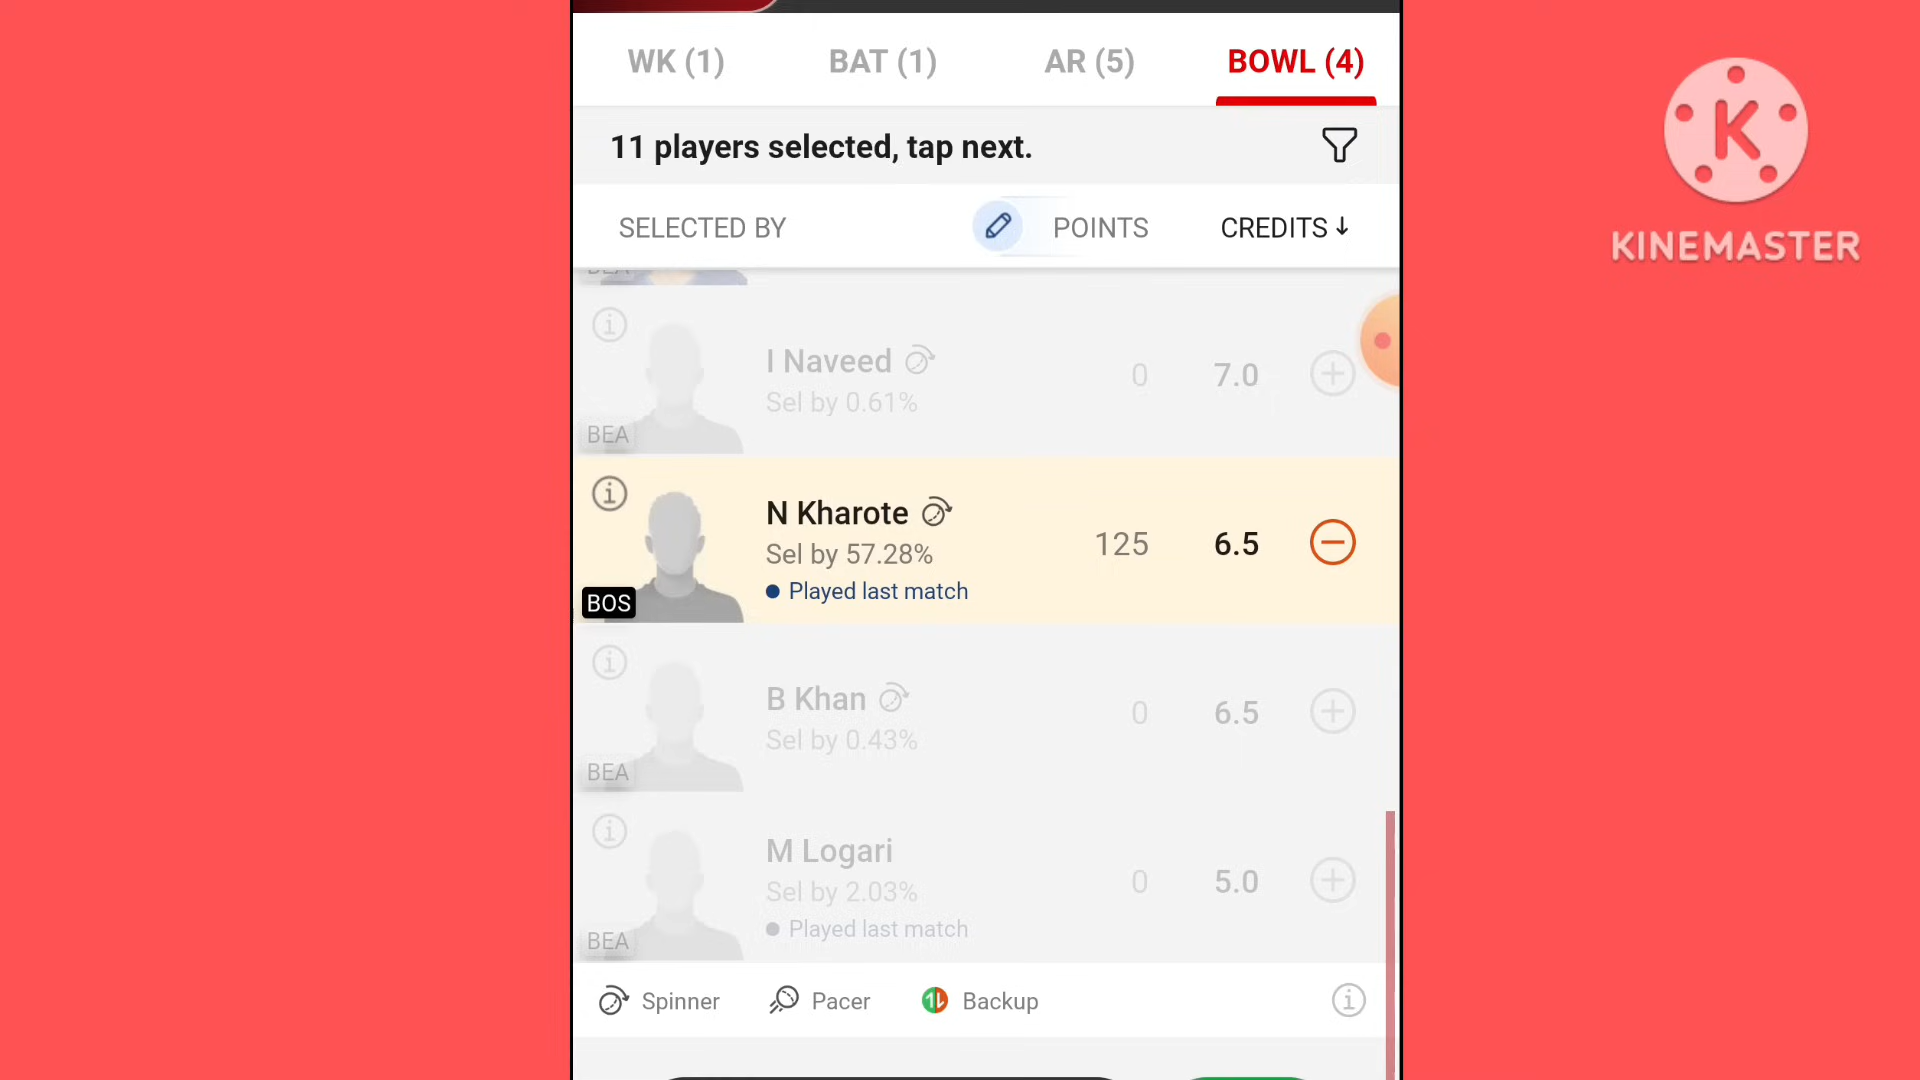 WK (1) BAT (1) AR (5) BOWL (4)
11 players selected, tap next.
SELECTED BY POINTS CREDITS ↓
BEA
I Naveed 0 7.0
Sel by 0.61%
BEA
N Kharote 125 6.5
Sel by 57.28%
Played last match
BOS
B Khan 0 6.5
Sel by 0.43%
BEA
M Logari 0 5.0
Sel by 2.03%
Played last match
BEA
Spinner Pacer Backup
K
KINEMASTER